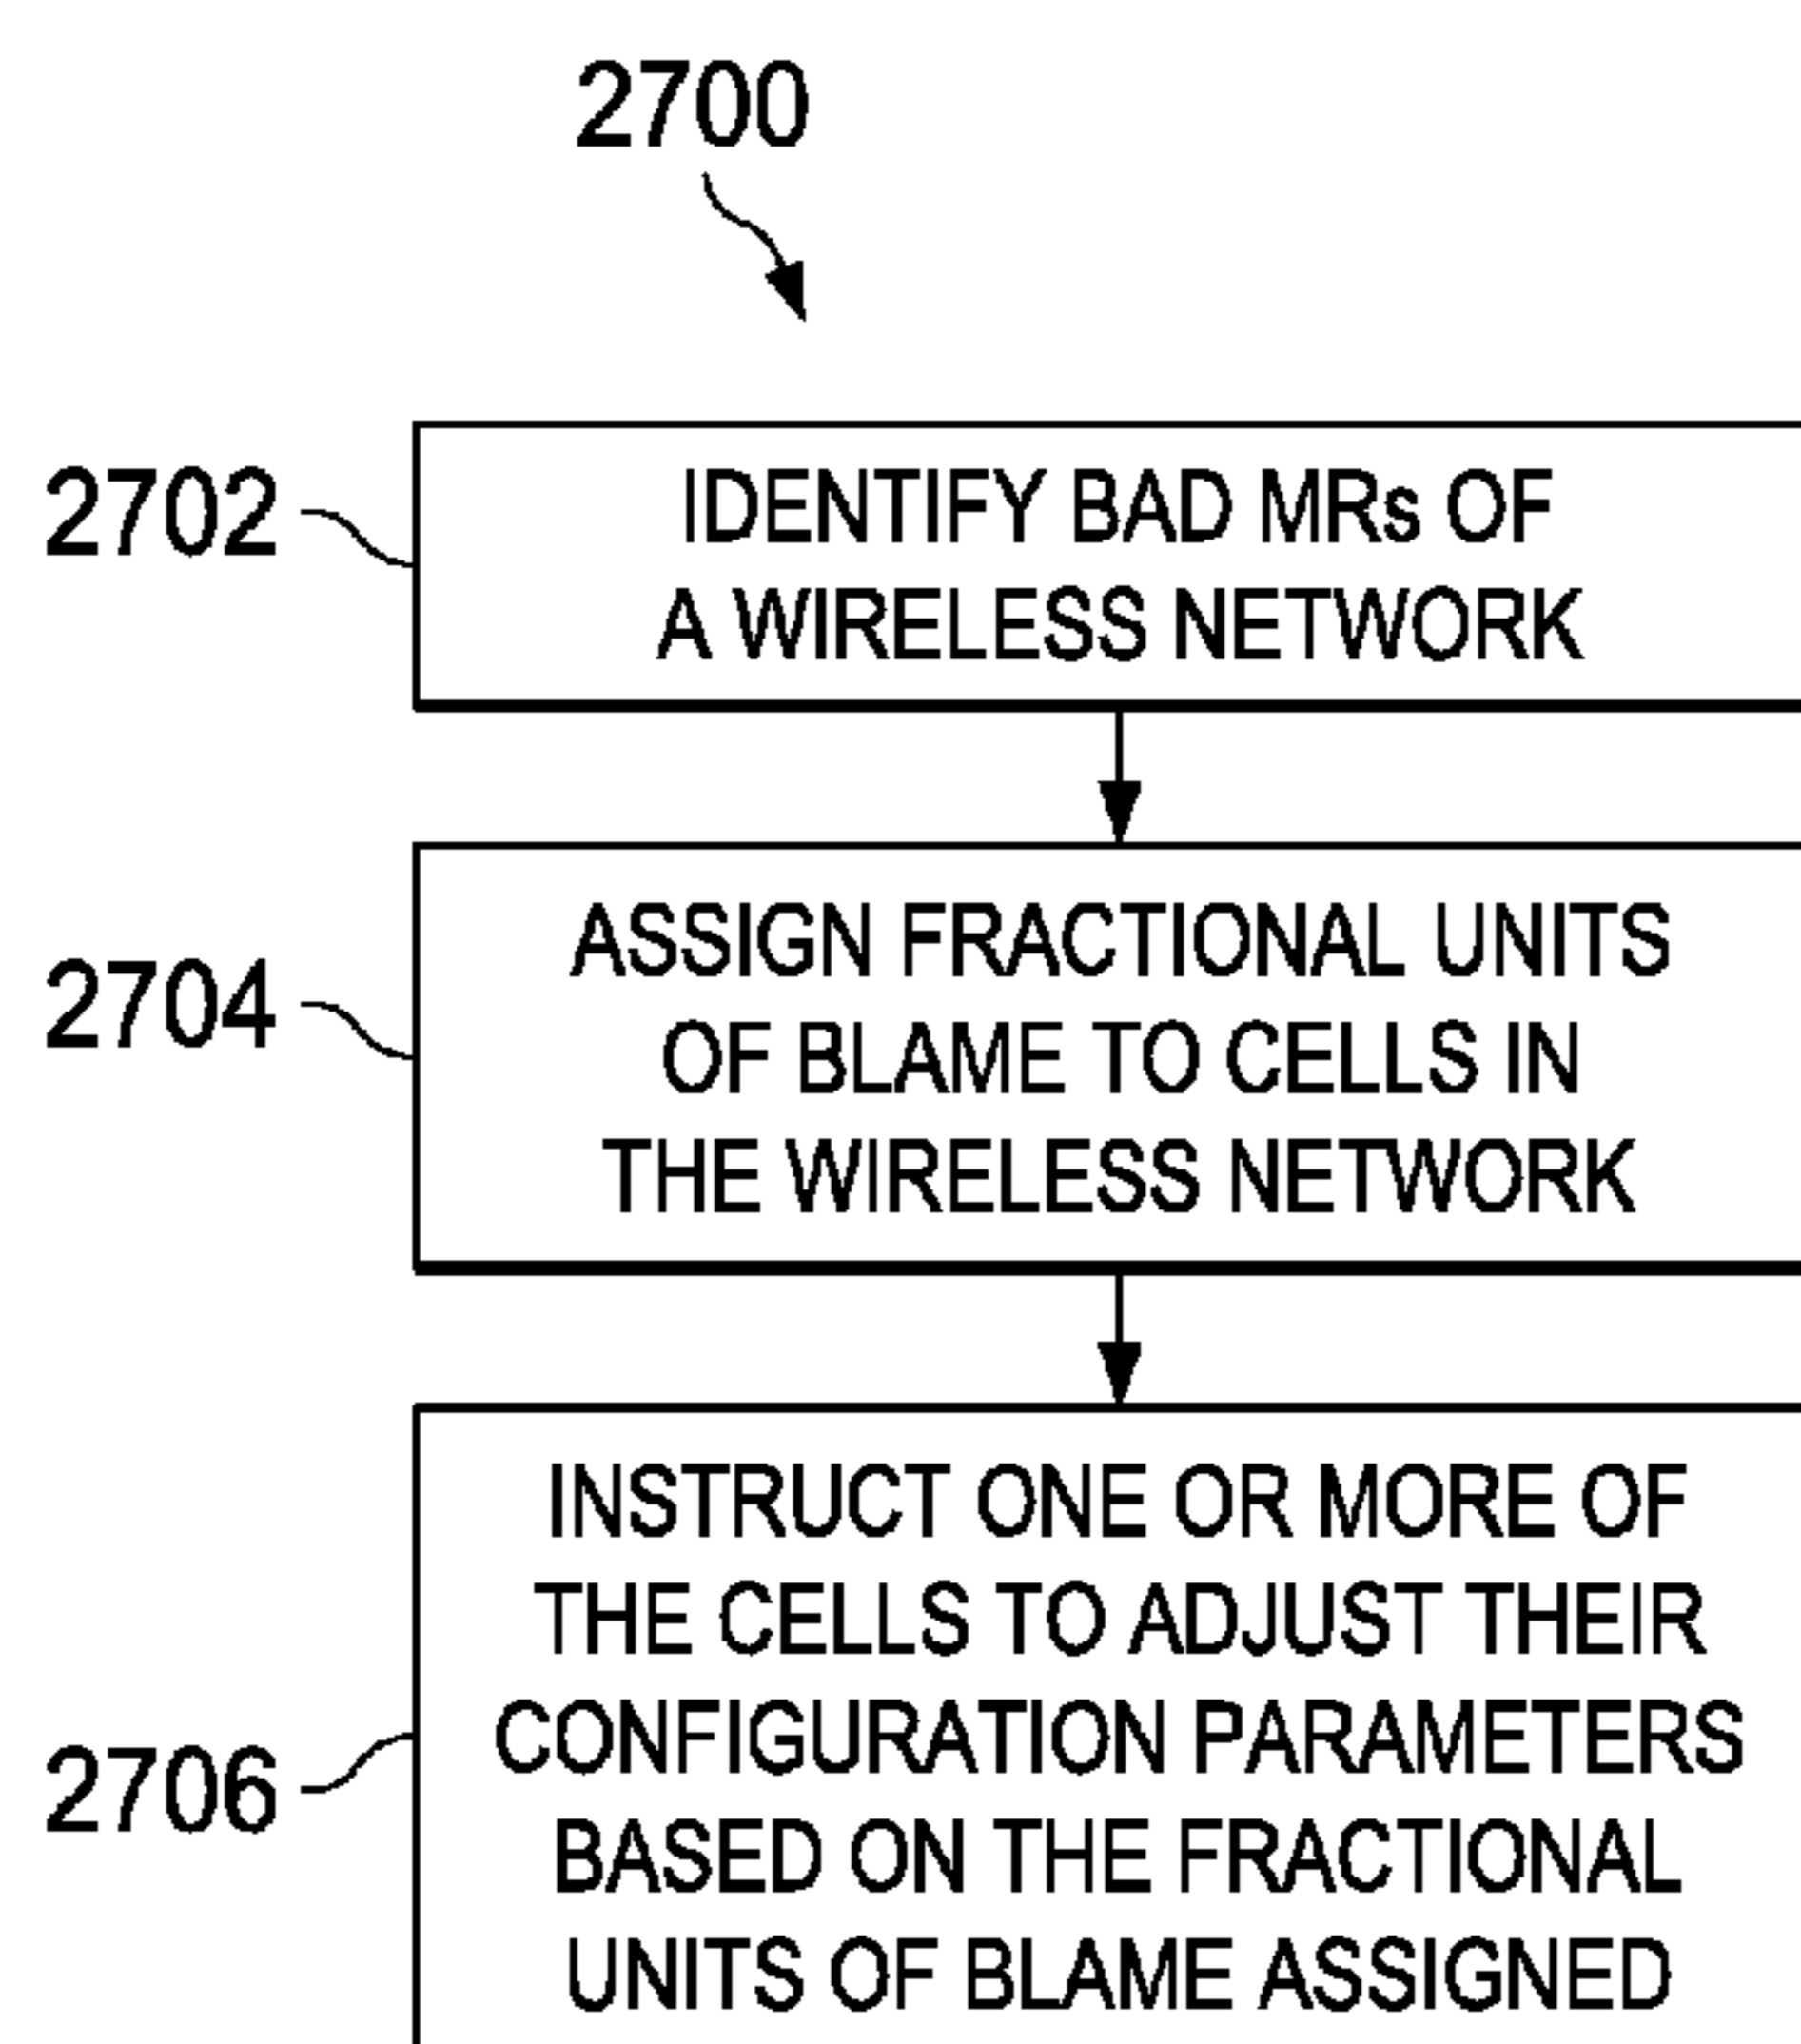 2700
2702
IDENTIFY BAD MRs OF
A WIRELESS NETWORK
2704
ASSIGN FRACTIONAL UNITS
OF BLAME TO CELLS IN
THE WIRELESS NETWORK
2706
INSTRUCT ONE OR MORE OF
THE CELLS TO ADJUST THEIR
CONFIGURATION PARAMETERS
BASED ON THE FRACTIONAL
UNITS OF BLAME ASSIGNED